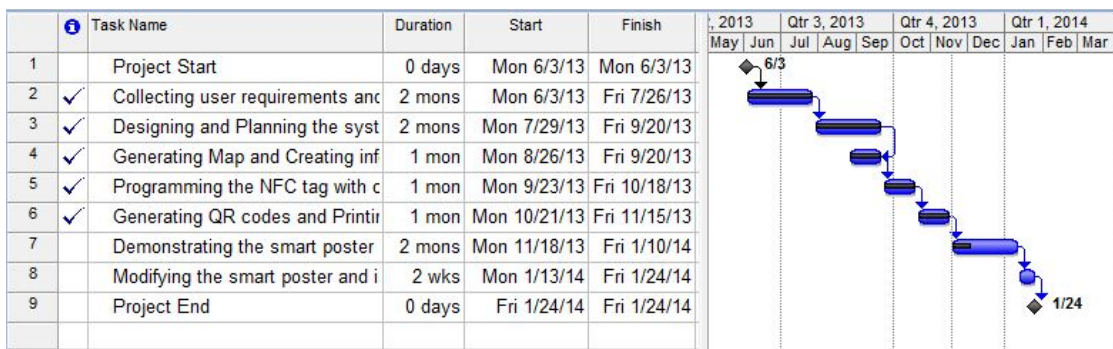 Task Name Duration Start Finish , 2013 Qtr 3, 2013 Qtr 4, 2013 Qtr 1, 2014
May Jun Jul Aug Sep Oct Nov Dec Jan Feb Mar
1 Project Start 0 days Mon 6/3/13 Mon 6/3/13 6/3
2 Collecting user requirements and 2 mons Mon 6/3/13 Fri 7/26/13
3 Designing and Planning the syst 2 mons Mon 7/29/13 Fri 9/20/13
4 Generating Map and Creating inf 1 mon Mon 8/26/13 Fri 9/20/13
5 Programming the NFC tag with c 1 mon Mon 9/23/13 Fri 10/18/13
6 Generating QR codes and Printin 1 mon Mon 10/21/13 Fri 11/15/13
7 Demonstrating the smart poster 2 mons Mon 11/18/13 Fri 1/10/14
8 Modifying the smart poster and i 2 wks Mon 1/13/14 Fri 1/24/14
9 Project End 0 days Fri 1/24/14 Fri 1/24/14 1/24